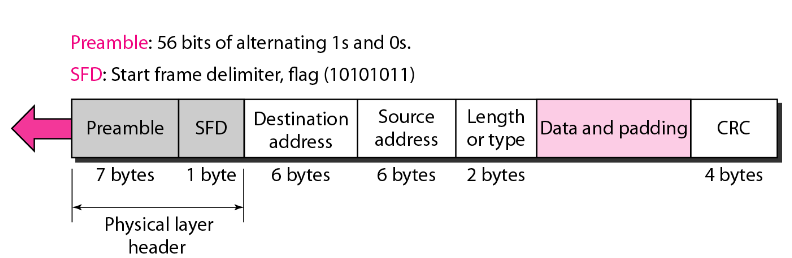 Preamble: 56 bits of alternating 1s and 0s.
SFD: Start frame delimiter, flag (10101011)
Preamble
SFD
Destination
address
Source
address
Length
or type
Data and padding
CRC
7 bytes
1 byte
6 bytes
6 bytes
2 bytes
4 bytes
Physical layer
header